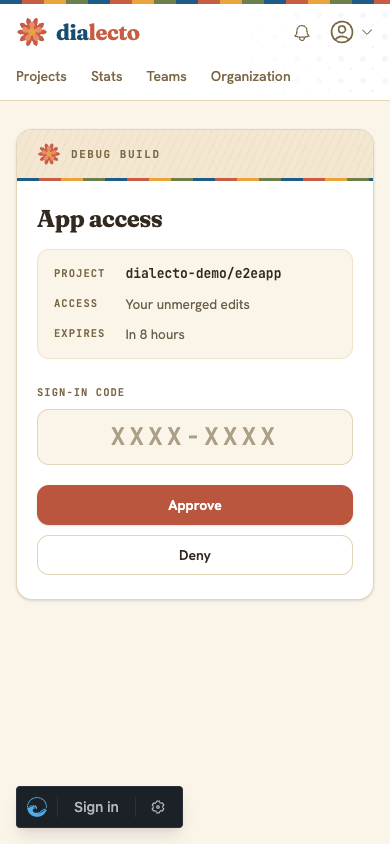 dialecto
Projects Stats Teams Organization
DEBUG BUILD
App access
PROJECT dialecto-demo/e2eapp
ACCESS Your unmerged edits
EXPIRES In 8 hours
SIGN-IN CODE
XXXX-XXXX
Approve
Deny
Sign in